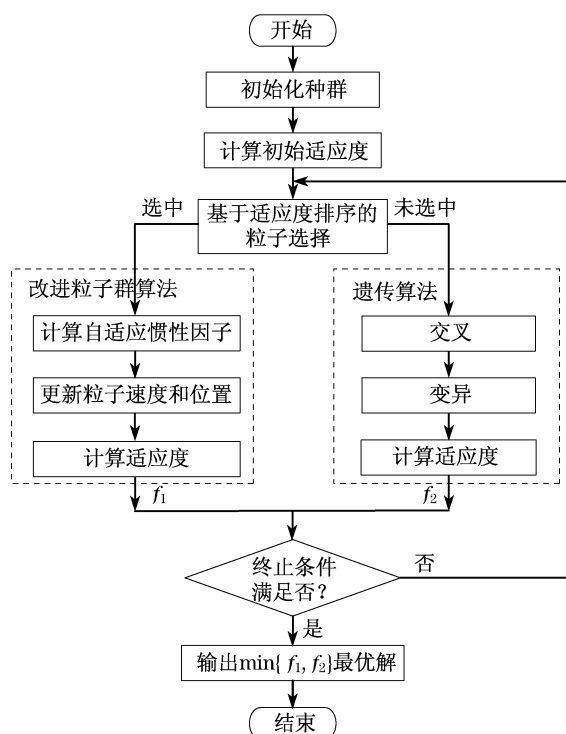 开始
初始化种群
计算初始适应度
选中
基于适应度排序的
粒子选择
未选中
改进粒子群算法
计算自适应惯性因子
更新粒子速度和位置
计算适应度
f₁
遗传算法
交叉
变异
计算适应度
f₂
终止条件
满足否?
否
是
输出min{ f₁, f₂}最优解
结束